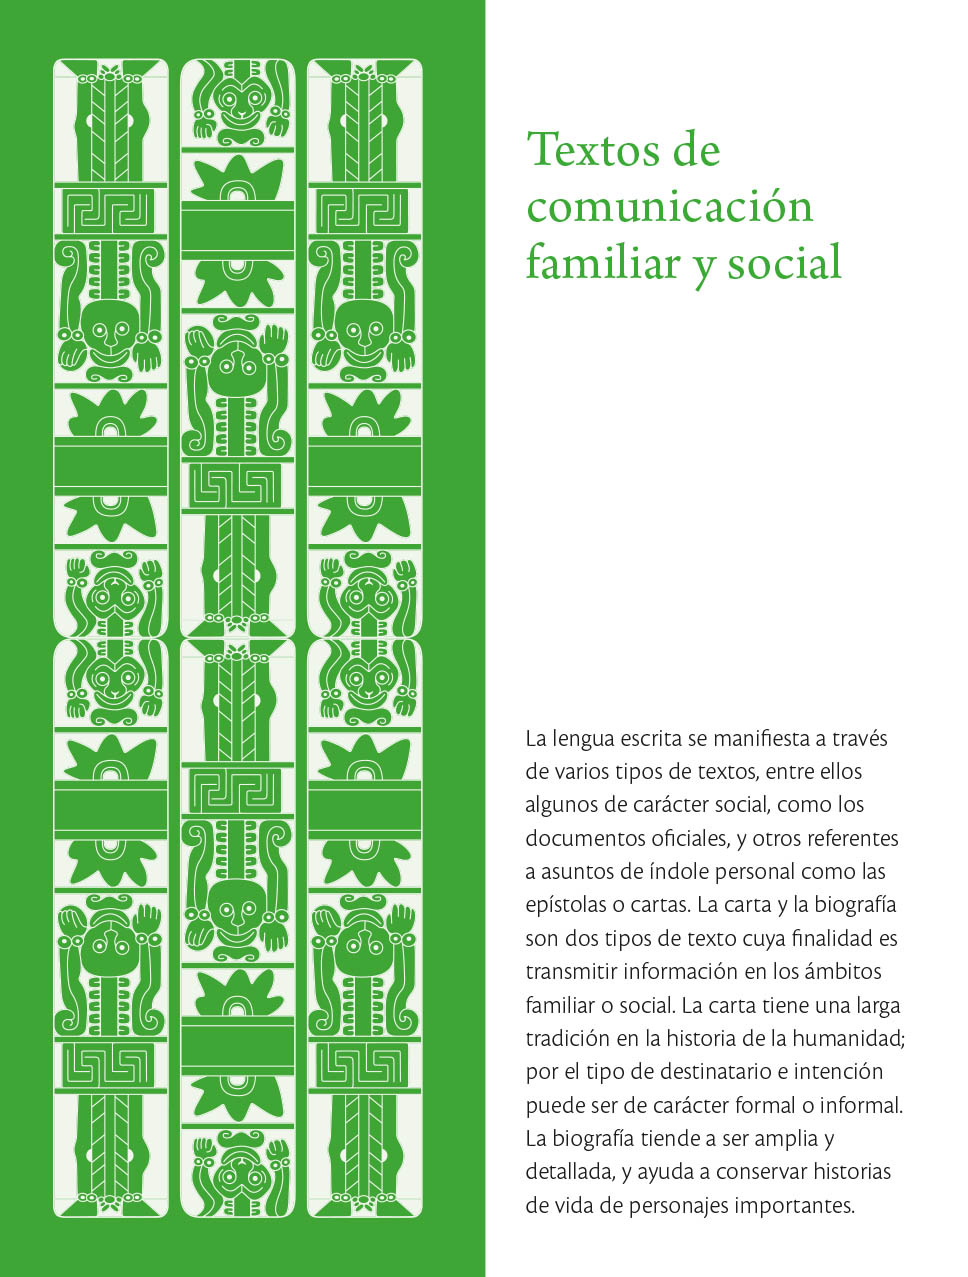 Textos de
comunicación
familiar y social
La lengua escrita se manifiesta a través
de varios tipos de textos, entre ellos
algunos de carácter social, como los
documentos oficiales, y otros referentes
a asuntos de índole personal como las
epístolas o cartas. La carta y la biografía
son dos tipos de texto cuya finalidad es
transmitir información en los ámbitos
familiar o social. La carta tiene una larga
tradición en la historia de la humanidad;
por el tipo de destinatario e intención
puede ser de carácter formal o informal.
La biografía tiende a ser amplia y
detallada, y ayuda a conservar historias
de vida de personajes importantes.